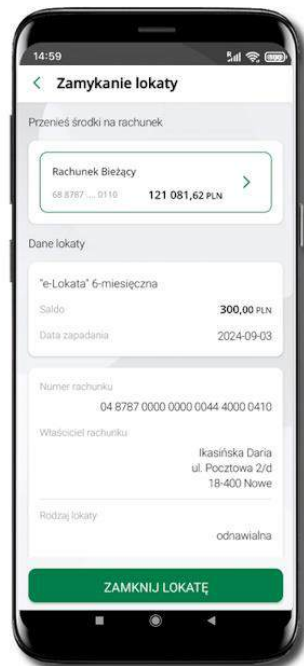 14:59
Zamykanie lokaty
Przenieś środki na rachunek
Rachunek Bieżący
68 8787 .... 0110 121 081,62 PLN
Dane lokaty
"e-Lokata" 6-miesięczna
Saldo 300,00 PLN
Data zapadania 2024-09-03
Numer rachunku
04 8787 0000 0000 0044 4000 0410
Właściciel rachunku
Ikasińska Daria
ul. Pocztowa 2/d
18-400 Nowe
Rodzaj lokaty
odnawialna
ZAMKNIJ LOKATĘ